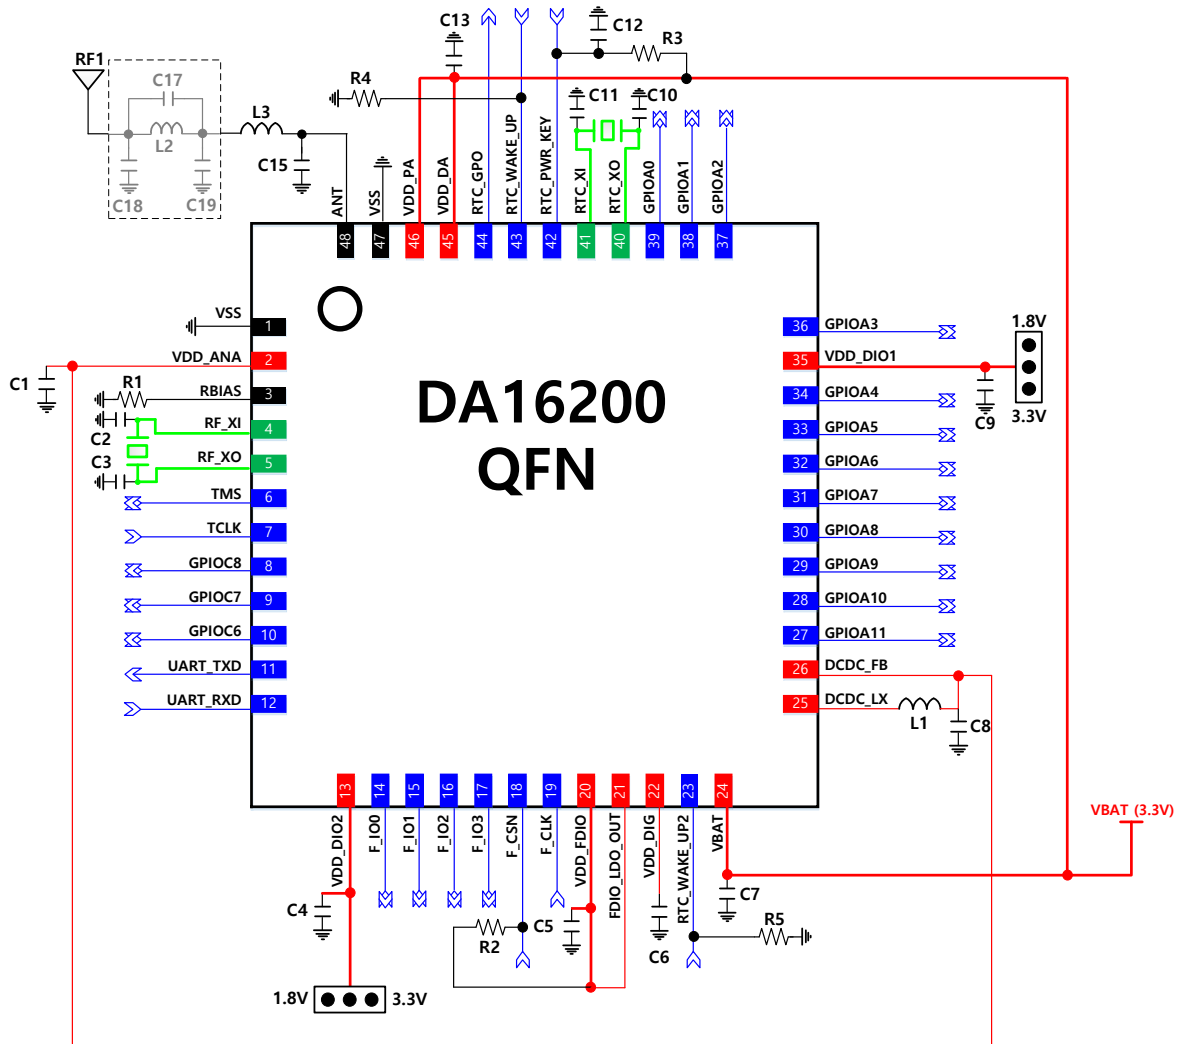 C13
C12
R3
RF1
C17
L2
C18
C19
L3
C15
R4
C11
C10
ANT
VSS
VDD_PA
VDD_DA
RTC_GPO
RTC_WAKE_UP
RTC_PWR_KEY
RTC_XI
RTC_XO
GPIOA0
GPIOA1
GPIOA2
48
47
46
45
44
43
42
41
40
39
38
37
DA16200
QFN
VSS
1
VDD_ANA
2
C1
R1
RBIAS
3
C2
RF_XI
4
C3
RF_XO
5
TMS
6
TCLK
7
GPIOC8
8
GPIOC7
9
GPIOC6
10
UART_TXD
11
UART_RXD
12
36
GPIOA3
35
VDD_DIO1
1.8V
3.3V
C9
34
GPIOA4
33
GPIOA5
32
GPIOA6
31
GPIOA7
30
GPIOA8
29
GPIOA9
28
GPIOA10
27
GPIOA11
26
DCDC_FB
25
DCDC_LX
L1
C8
13
14
15
16
17
18
19
20
21
22
23
24
VDD_DIO2
F_IO0
F_IO1
F_IO2
F_IO3
F_CSN
F_CLK
VDD_FDIO
FDIO_LDO_OUT
VDD_DIG
RTC_WAKE_UP2
VBAT
VBAT (3.3V)
C4
R2
C5
C6
C7
R5
1.8V
3.3V